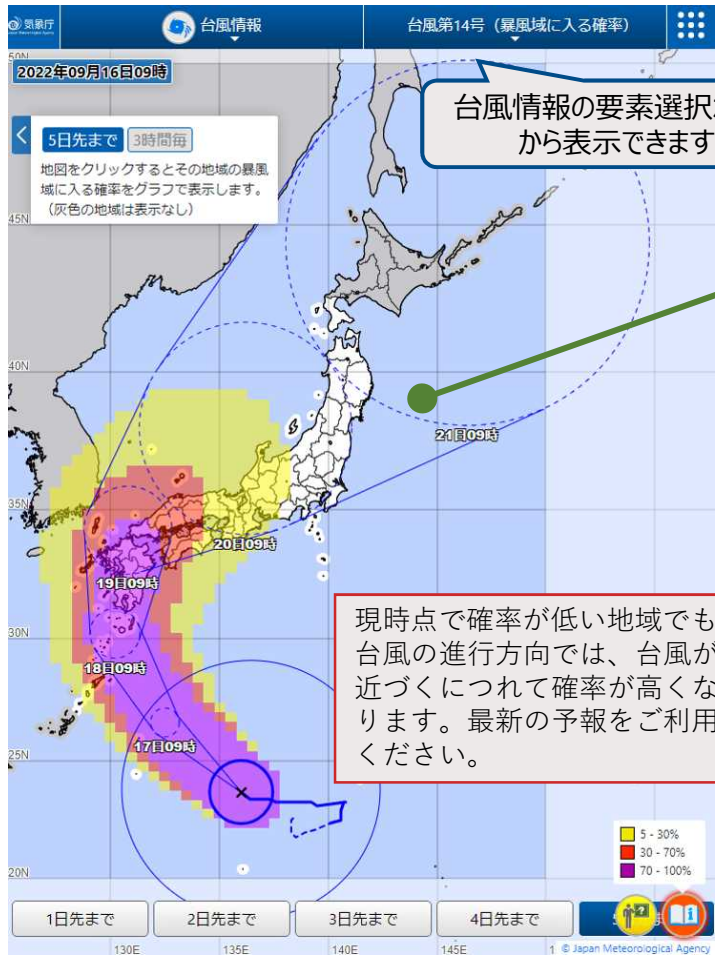 気象庁
台風情報
台風第14号（暴風域に入る確率）
50N
2022年09月16日09時
台風情報の要素選択
から表示できます
5日先まで 3時間毎
地図をクリックするとその地域の暴風
域に入る確率をグラフで表示します。
（灰色の地域は表示なし）
45N
40N
21日09時
35N
20日09時
19日09時
現時点で確率が低い地域でも
台風の進行方向では、台風が
近づくにつれて確率が高くな
ります。最新の予報をご利用
ください。
30N
18日09時
17日09時
25N
5 - 30%
30 - 70%
70 - 100%
20N
1日先まで 2日先まで 3日先まで 4日先まで
130E 135E 140E 145E
© Japan Meteorological Agency